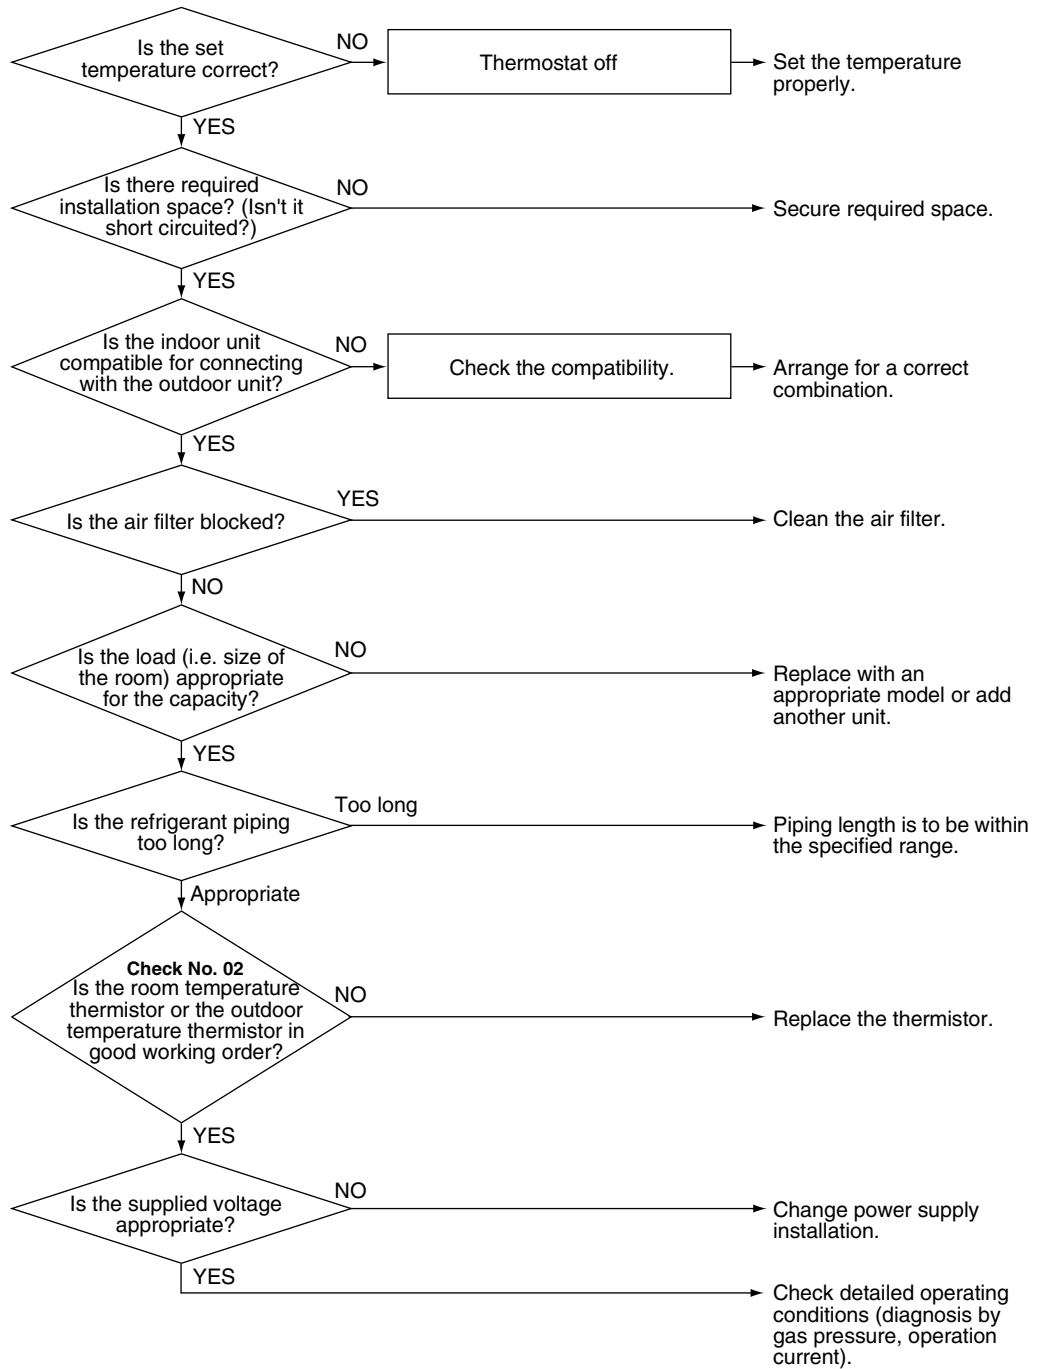 Is the set
temperature correct?
NO
Thermostat off
Set the temperature
properly.
YES
Is there required
installation space? (Isn't it
short circuited?)
NO
Secure required space.
YES
Is the indoor unit
compatible for connecting
with the outdoor unit?
NO
Check the compatibility.
Arrange for a correct
combination.
YES
Is the air filter blocked?
YES
Clean the air filter.
NO
Is the load (i.e. size of
the room) appropriate
for the capacity?
NO
Replace with an
appropriate model or add
another unit.
YES
Is the refrigerant piping
too long?
Too long
Piping length is to be within
the specified range.
Appropriate
Check No. 02
Is the room temperature
thermistor or the outdoor
temperature thermistor in
good working order?
NO
Replace the thermistor.
YES
Is the supplied voltage
appropriate?
NO
Change power supply
installation.
YES
Check detailed operating
conditions (diagnosis by
gas pressure, operation
current).